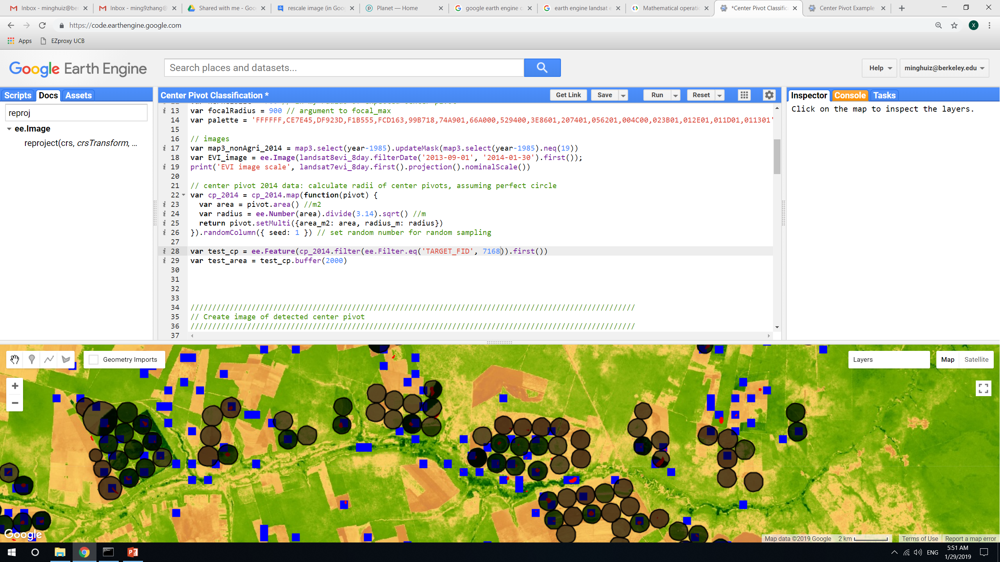 Inbox - minghuiz@be
Inbox - ming9zhang@
Shared with me - Goo
rescale image (in Goo
Planet — Home
google earth engine c
earth engine landsat e
Mathematical operatio
*Center Pivot Classific
Center Pivot Example
https://code.earthengine.google.com
X
Apps
EZproxy UCB
Google Earth Engine
Search places and datasets...
Help
minghuiz@berkeley.edu
Scripts
Docs
Assets
reproj
ee.Image
reproject(crs, crsTransform, ...
Center Pivot Classification *
Get Link
Save
Run
Reset
13 var focalRadius = 900 // argument to focal_max
14 var palette = 'FFFFFF,CE7E45,DF923D,F1B555,FCD163,99B718,74A901,66A000,529400,3E8601,207401,056201,004C00,023B01,012E01,011D01,011301'
15
16 // images
17 var map3_nonAgri_2014 = map3.select(year-1985).updateMask(map3.select(year-1985).neq(19))
18 var EVI_image = ee.Image(landsat8evi_8day.filterDate('2013-09-01', '2014-01-30').first());
19 print('EVI image scale', landsat7evi_8day.first().projection().nominalScale())
20
21 // center pivot 2014 data: calculate radii of center pivots, assuming perfect circle
22 var cp_2014 = cp_2014.map(function(pivot) {
23 var area = pivot.area() //m2
24 var radius = ee.Number(area).divide(3.14).sqrt() //m
25 return pivot.setMulti({area_m2: area, radius_m: radius})
26 }).randomColumn({ seed: 1 }) // set random number for random sampling
27
28 var test_cp = ee.Feature(cp_2014.filter(ee.Filter.eq('TARGET_FID', 7168)).first())
29 var test_area = test_cp.buffer(2000)
30
31
32
33
34 //////////////////////////////////////////////////////////////////////////////////////////////////////
35 // Create image of detected center pivot
36 //////////////////////////////////////////////////////////////////////////////////////////////////////
37
Inspector
Console
Tasks
Click on the map to inspect the layers.
Geometry Imports
Layers
Map
Satellite
Google
Map data ©2019 Google
2 km
Terms of Use
Report a map error
ENG
5:51 AM
1/29/2019